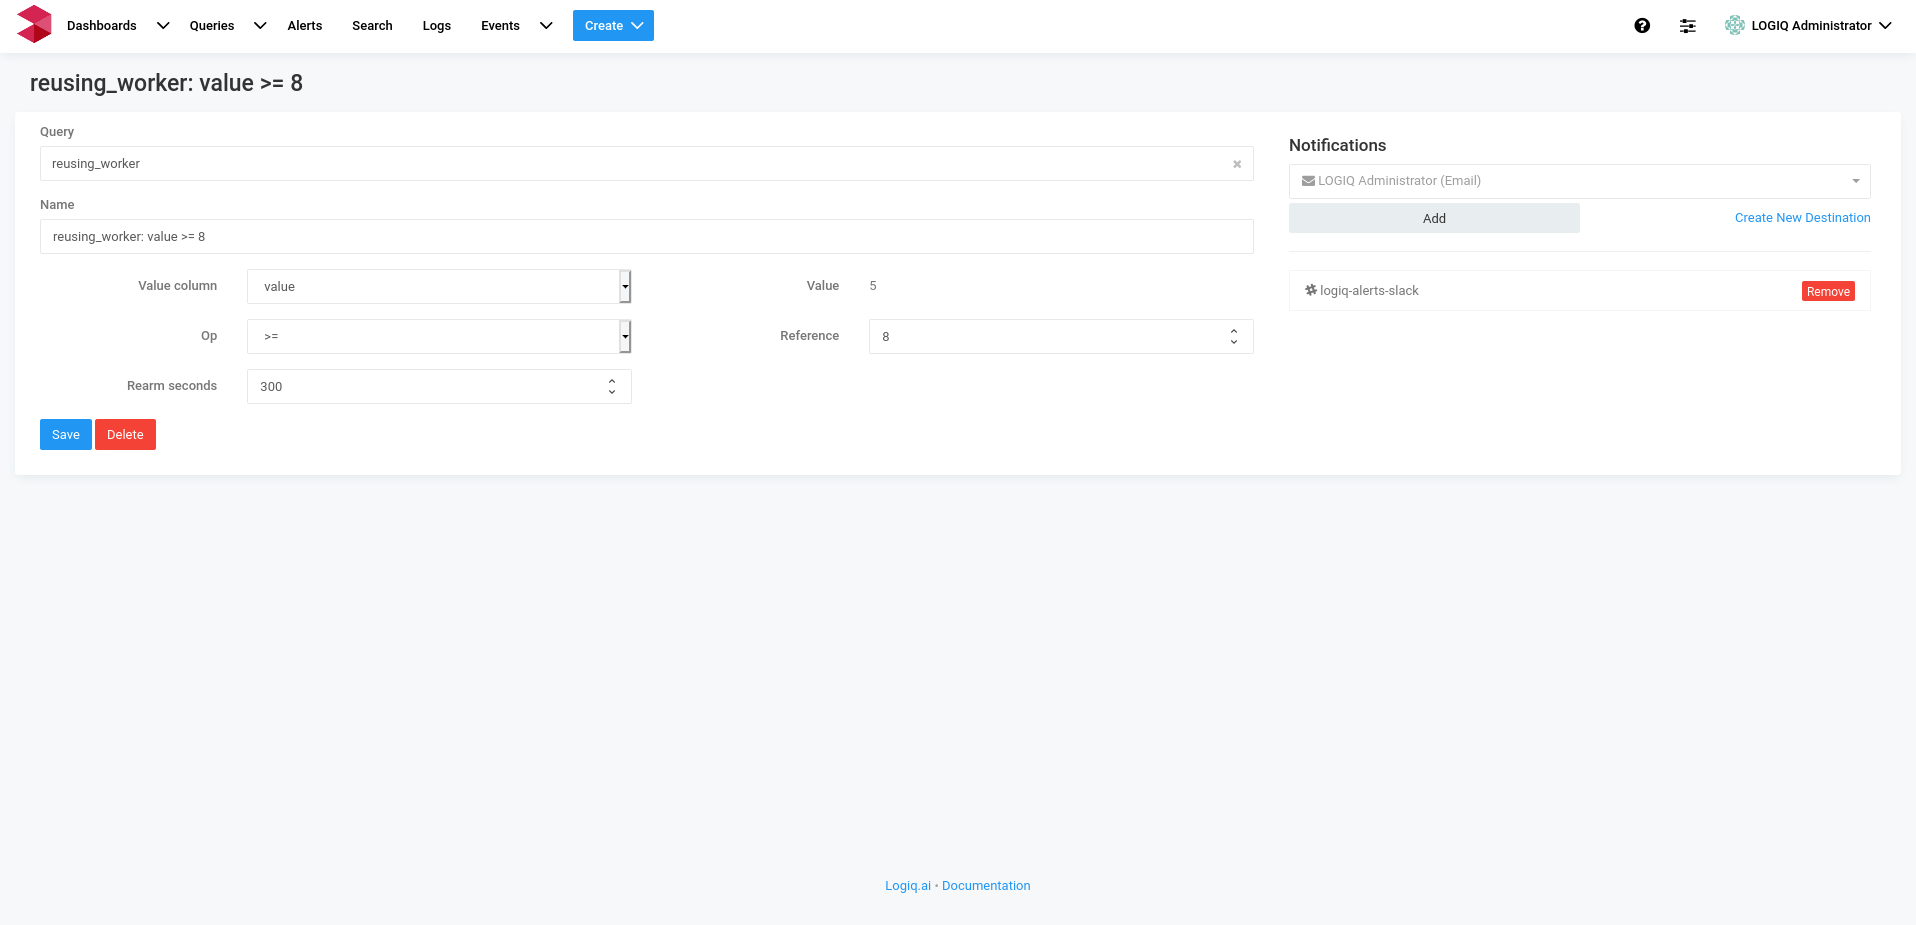 Dashboards Queries Alerts Search Logs Events Create LOGIQ Administrator
reusing_worker: value >= 8
Query
reusing_worker
Name
reusing_worker: value >= 8
Value column value Value 5
Op >= Reference 8
Rearm seconds 300
Save Delete
Notifications
LOGIQ Administrator (Email)
Add Create New Destination
logiq-alerts-slack Remove
Logiq.ai • Documentation